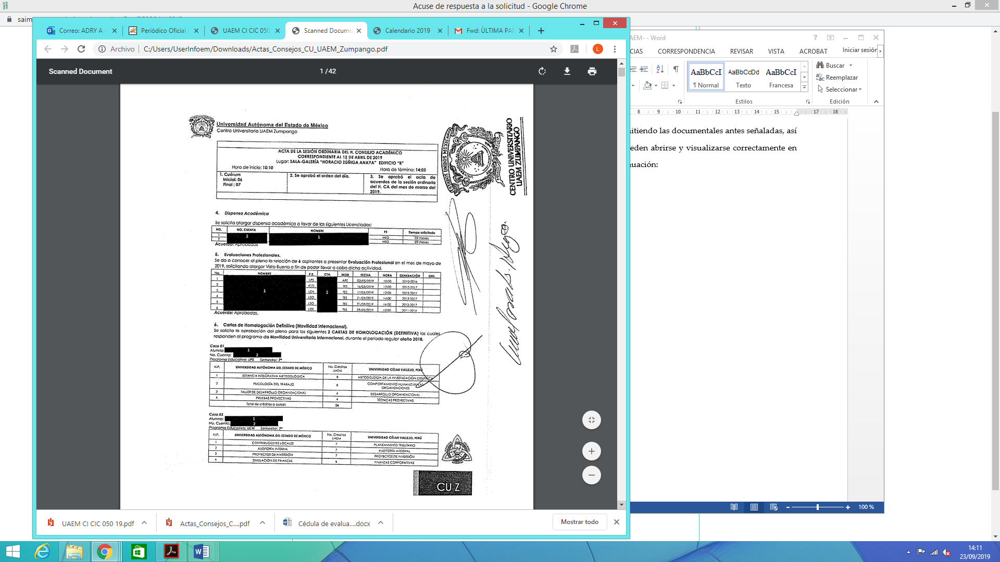 Acuse de respuesta a la solicitud - Google Chrome
saim
Correo: ADRY A -
Periódico Oficial
UAEM CI CIC 050
Scanned Docume
Calendario 2019
Fwd: ÙLTIMA PAR
Archivo
C:/Users/UserInfoem/Downloads/Actas_Consejos_CU_UAEM_Zumpango.pdf
L
Scanned Document
1 / 42
AEM- - Word
CIAS
CORRESPONDENCIA
REVISAR
VISTA
ACROBAT
Iniciar sesión
AaBbCcI
AaBbCcDd
AaBbCcI
¶ Normal
Texto
Francesa
Buscar
Reemplazar
Seleccionar
Estilos
Edición
8 9 10 11 12 13 14 15 17 18
itiendo las documentales antes señaladas, así
eden abrirse y visualizarse correctamente en
nuación:
100 %
Universidad Autónoma del Estado de México
Centro Universitario UAEM Zumpango
ACTA DE LA SESIÓN ORDINARIA DEL H. CONSEJO ACADÉMICO
CORRESPONDIENTE AL 12 DE ABRIL DE 2019
Lugar: SALA-GALERÍA "HORACIO ZÚÑIGA ANAYA" EDIFICIO "B"
Hora de inicio: 10:10
Hora de término: 14:05
1. Cuórum
Inicial: 06
Final : 07
2. Se aprobó el orden del día.
3. Se aprobó el acta de
acuerdos de la sesión ordinaria
del H. CA del mes de marzo del
2019.
ESTADOS UNIDOS MEXICANOS
CENTRO UNIVERSITARIO
UAEM ZUMPANGO
4. Dispensa Académica
Se solicita otorgar dispensa académica a favor de los siguientes Licenciados:
NO. NO. CUENTA NOMBRE PE Tiempo solicitado
1 2 1 MEQ 09 meses
2 MEQ 09 meses
Acuerdo: Aprobados
5. Evaluaciones Profesionales.
Se da a conocer al pleno la relación de 6 aspirantes a presentar Evaluación Profesional en el mes de mayo de
2019, solicitando otorgar Visto Bueno a fin de poder llevar a cabo dicha actividad.
No. NOMBRE P.E. CTA. MOD FECHA HORA GENERACIÓN OBS.
1 LPS API 03/05/2019 10:00 2010-2016
2 ICO TES 16/05/2019 12:00 2012-2017
3 1 LEN 2 TES 17/05/2019 12:00 2013-2017
4 LSO TES 21/05/2019 14:00 2013-2017
5 LSO TES 21/05/2019 16:00 2013-2017
6 LDE TES 29/05/2019 12:00 2011-2016
Acuerdo: Aprobadas.
6. Cartas de Homologación Definitiva (Movilidad Internacional).
Se solicita la aprobación del pleno para las siguientes 2 CARTAS DE HOMOLOGACIÓN (DEFINITIVA) las cuales
responden al programa de Movilidad Universitaria Internacional, durante el periodo regular otoño 2018.
Caso 01
Alumno: 1
No. Cuenta: 2
Programa Educativo: LPS Semestre: 7°
N.P. UNIVERSIDAD AUTÓNOMA DEL ESTADO DE MÉXICO No. Créditos UAEM UNIVERSIDAD CÉSAR VALLEJO, PERÚ
1 ESTANCIA INTEGRATIVA METODOLÓGICA 8 METODOLOGÍA DE LA INVESTIGACIÓN CIENTÍFICA
2 PSICOLOGÍA DEL TRABAJO 8 COMPORTAMIENTO HUMANO EN LAS ORGANIZACIONES
3 TALLER DE DESARROLLO ORGANIZACIONAL 4 DESARROLLO ORGANIZACIONAL
4 PRUEBAS PROYECTIVAS 4 TÉCNICAS PROYECTIVAS
Total de créditos a cursar: 24
Caso 02
Alumno: 1
No. Cuenta: 2
Programa Educativo: LCN Semestre: 7°
N.P. UNIVERSIDAD AUTÓNOMA DEL ESTADO DE MÉXICO No. Créditos UAEM UNIVERSIDAD CÉSAR VALLEJO, PERÚ
1 CONTRIBUCIONES LOCALES 7 PLANEAMIENTO TRIBUTARIO
2 AUDITORÍA INTERNA 7 AUDITORÍA INTEGRAL
3 PROYECTOS DE INVERSIÓN 7 PROYECTOS DE INVERSIÓN
4 SIMULACIÓN DE FINANZAS 6 FINANZAS CORPORATIVAS
CU Z
UAEM CI CIC 050 19.pdf
Actas_Consejos_C....pdf
Cédula de evalua....docx
Mostrar todo
14:11
23/09/2019